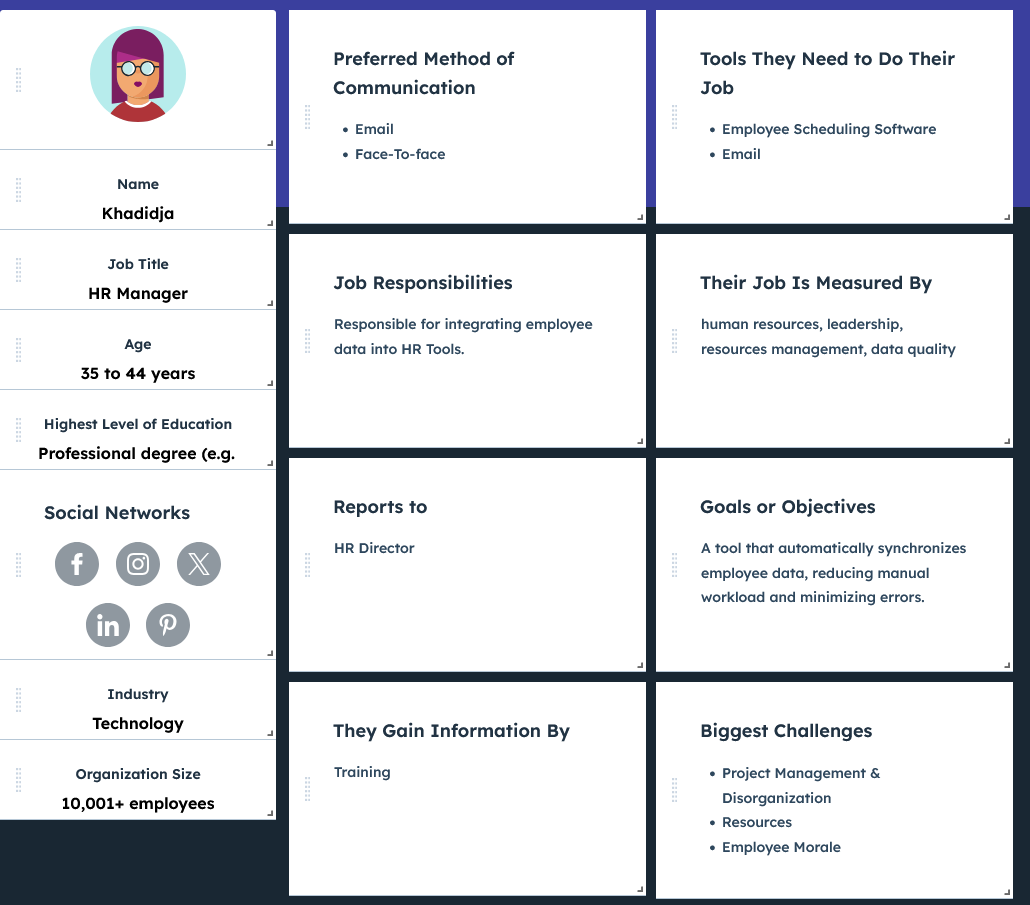 Name
Khadidja
Job Title
HR Manager
Age
35 to 44 years
Highest Level of Education
Professional degree (e.g.
Social Networks
Industry
Technology
Organization Size
10,001+ employees
Preferred Method of
Communication
• Email
• Face-To-face
Tools They Need to Do Their
Job
• Employee Scheduling Software
• Email
Job Responsibilities
Responsible for integrating employee
data into HR Tools.
Their Job Is Measured By
human resources, leadership,
resources management, data quality
Reports to
HR Director
Goals or Objectives
A tool that automatically synchronizes
employee data, reducing manual
workload and minimizing errors.
They Gain Information By
Training
Biggest Challenges
• Project Management &
Disorganization
• Resources
• Employee Morale